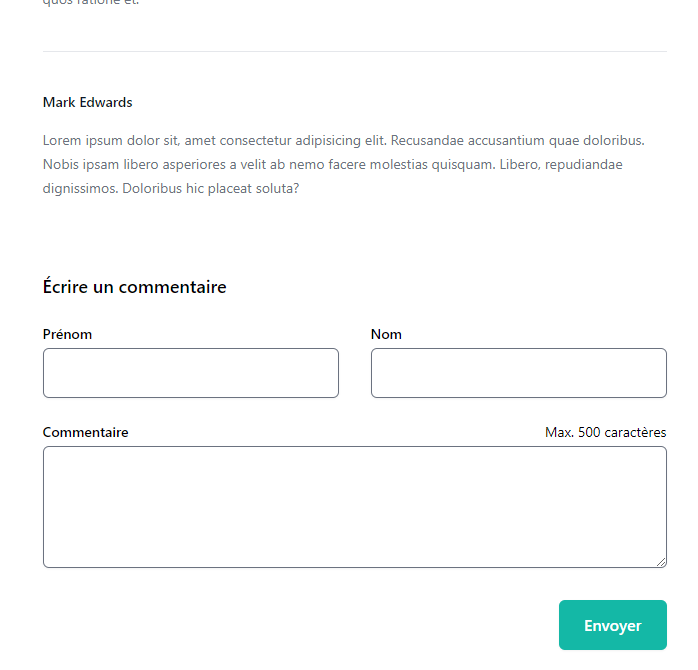 quos ratione et.
Mark Edwards
Lorem ipsum dolor sit, amet consectetur adipisicing elit. Recusandae accusantium quae doloribus.
Nobis ipsam libero asperiores a velit ab nemo facere molestias quisquam. Libero, repudiandae
dignissimos. Doloribus hic placeat soluta?
Écrire un commentaire
Prénom Nom
Commentaire Max. 500 caractères
Envoyer